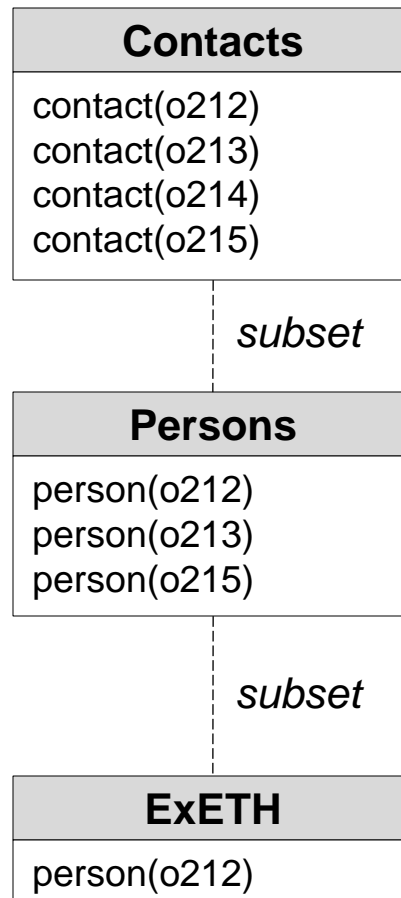 Contacts
contact(o212)
contact(o213)
contact(o214)
contact(o215)
subset
Persons
person(o212)
person(o213)
person(o215)
subset
ExETH
person(o212)